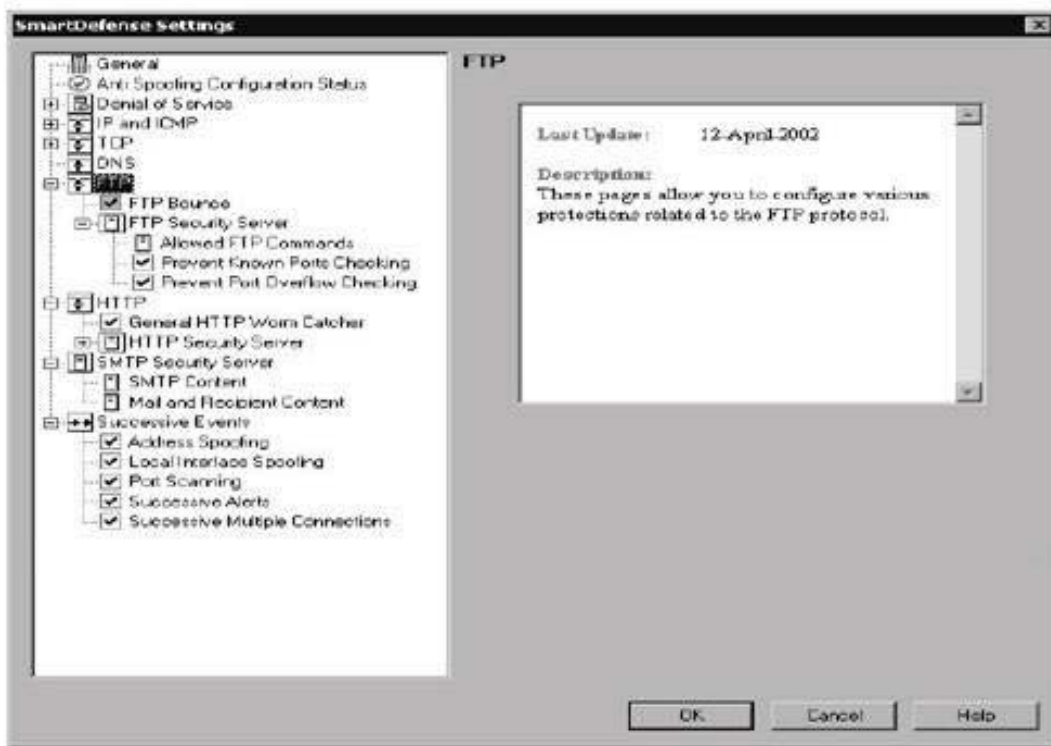 SmartDefense Settings
General
Anti Spoofing Configuration Status
Denial of Service
IP and ICMP
TCP
DNS
FTP
FTP Bounce
FTP Security Server
Allowed FTP Commands
Prevent Known Ports Checking
Prevent Port Overflow Checking
HTTP
General HTTP Worm Catcher
HTTP Security Server
SMTP Security Server
SMTP Content
Mail and Recipient Content
Successive Events
Address Spoofing
Local Interface Spoofing
Port Scanning
Successive Alerts
Successive Multiple Connections
FTP
Last Update: 12-April-2002
Description:
These pages allow you to configure various
protections related to the FTP protocol.
OK
Cancel
Help